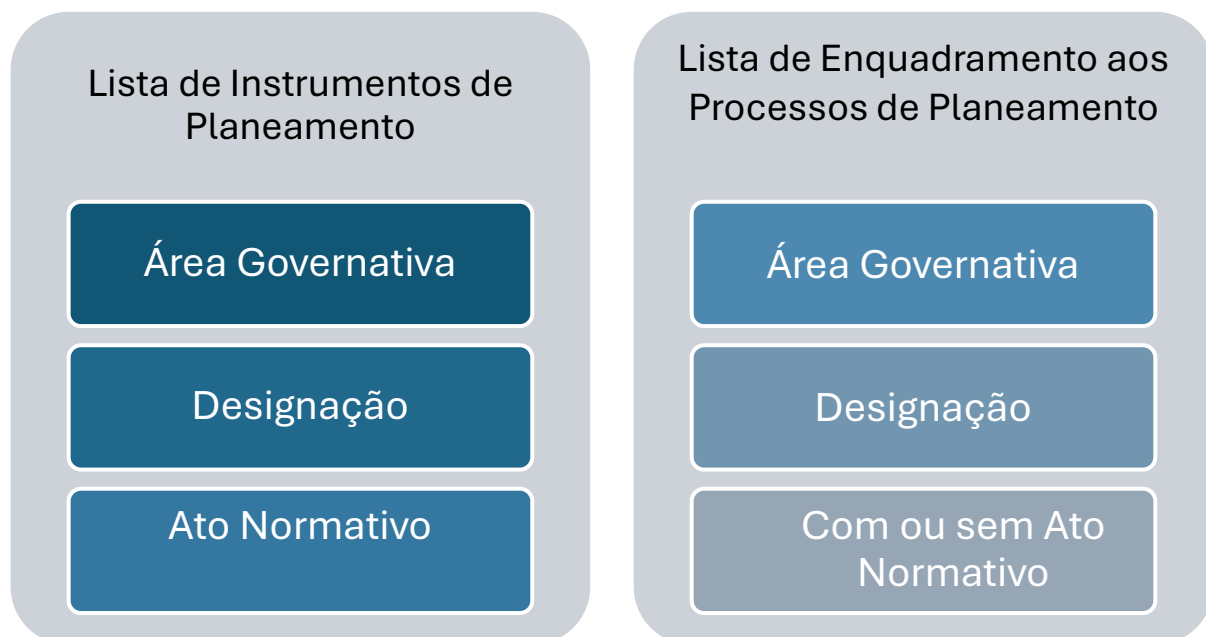 Lista de Instrumentos de
Planeamento
Área Governativa
Designação
Ato Normativo
Lista de Enquadramento aos
Processos de Planeamento
Área Governativa
Designação
Com ou sem Ato
Normativo